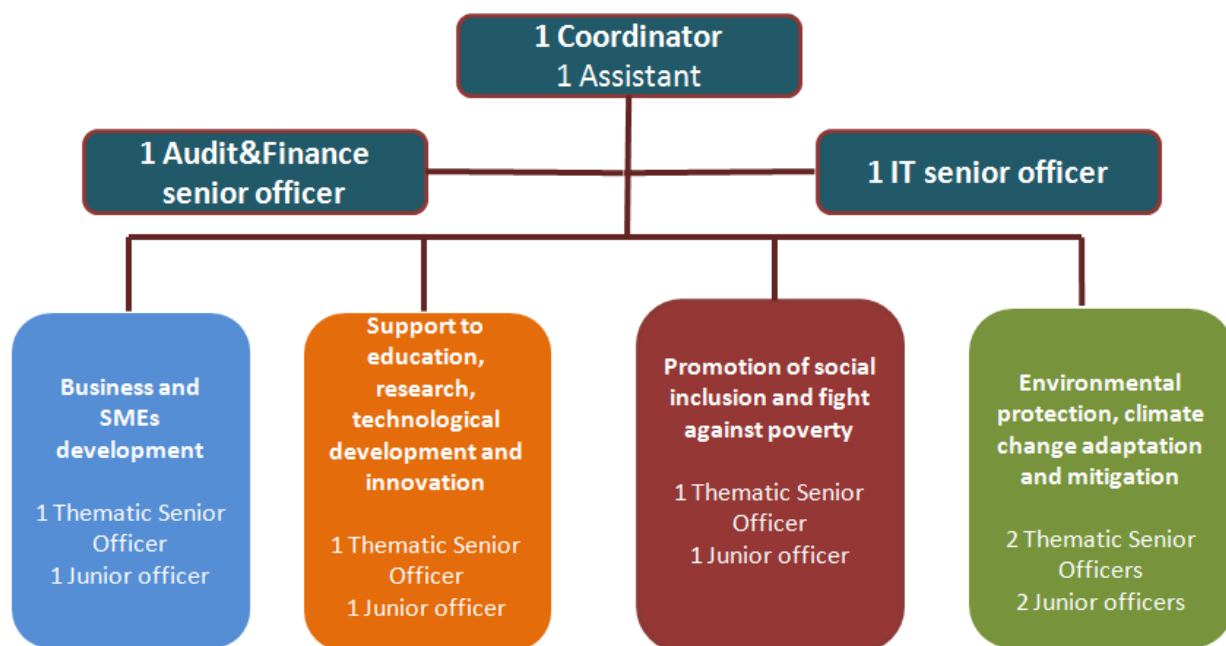 1 Coordinator
1 Assistant
1 Audit&Finance
senior officer
1 IT senior officer
Business and
SMEs
development
1 Thematic Senior
Officer
1 Junior officer
Support to
education,
research,
technological
development and
innovation
1 Thematic Senior
Officer
1 Junior officer
Promotion of social
inclusion and fight
against poverty
1 Thematic Senior
Officer
1 Junior officer
Environmental
protection, climate
change adaptation
and mitigation
2 Thematic Senior
Officers
2 Junior officers